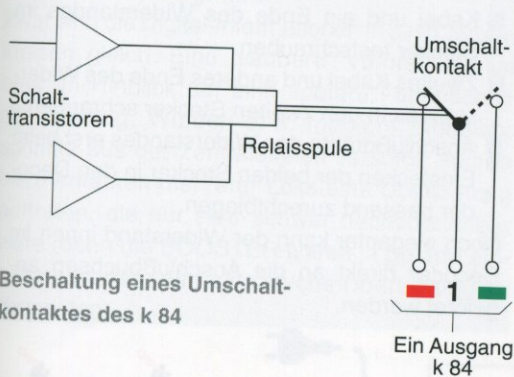 Umschalt-
kontakt
Schalt-
transistoren
Relaisspule
1
Beschaltung eines Umschalt-
kontaktes des k 84
Ein Ausgang
k 84